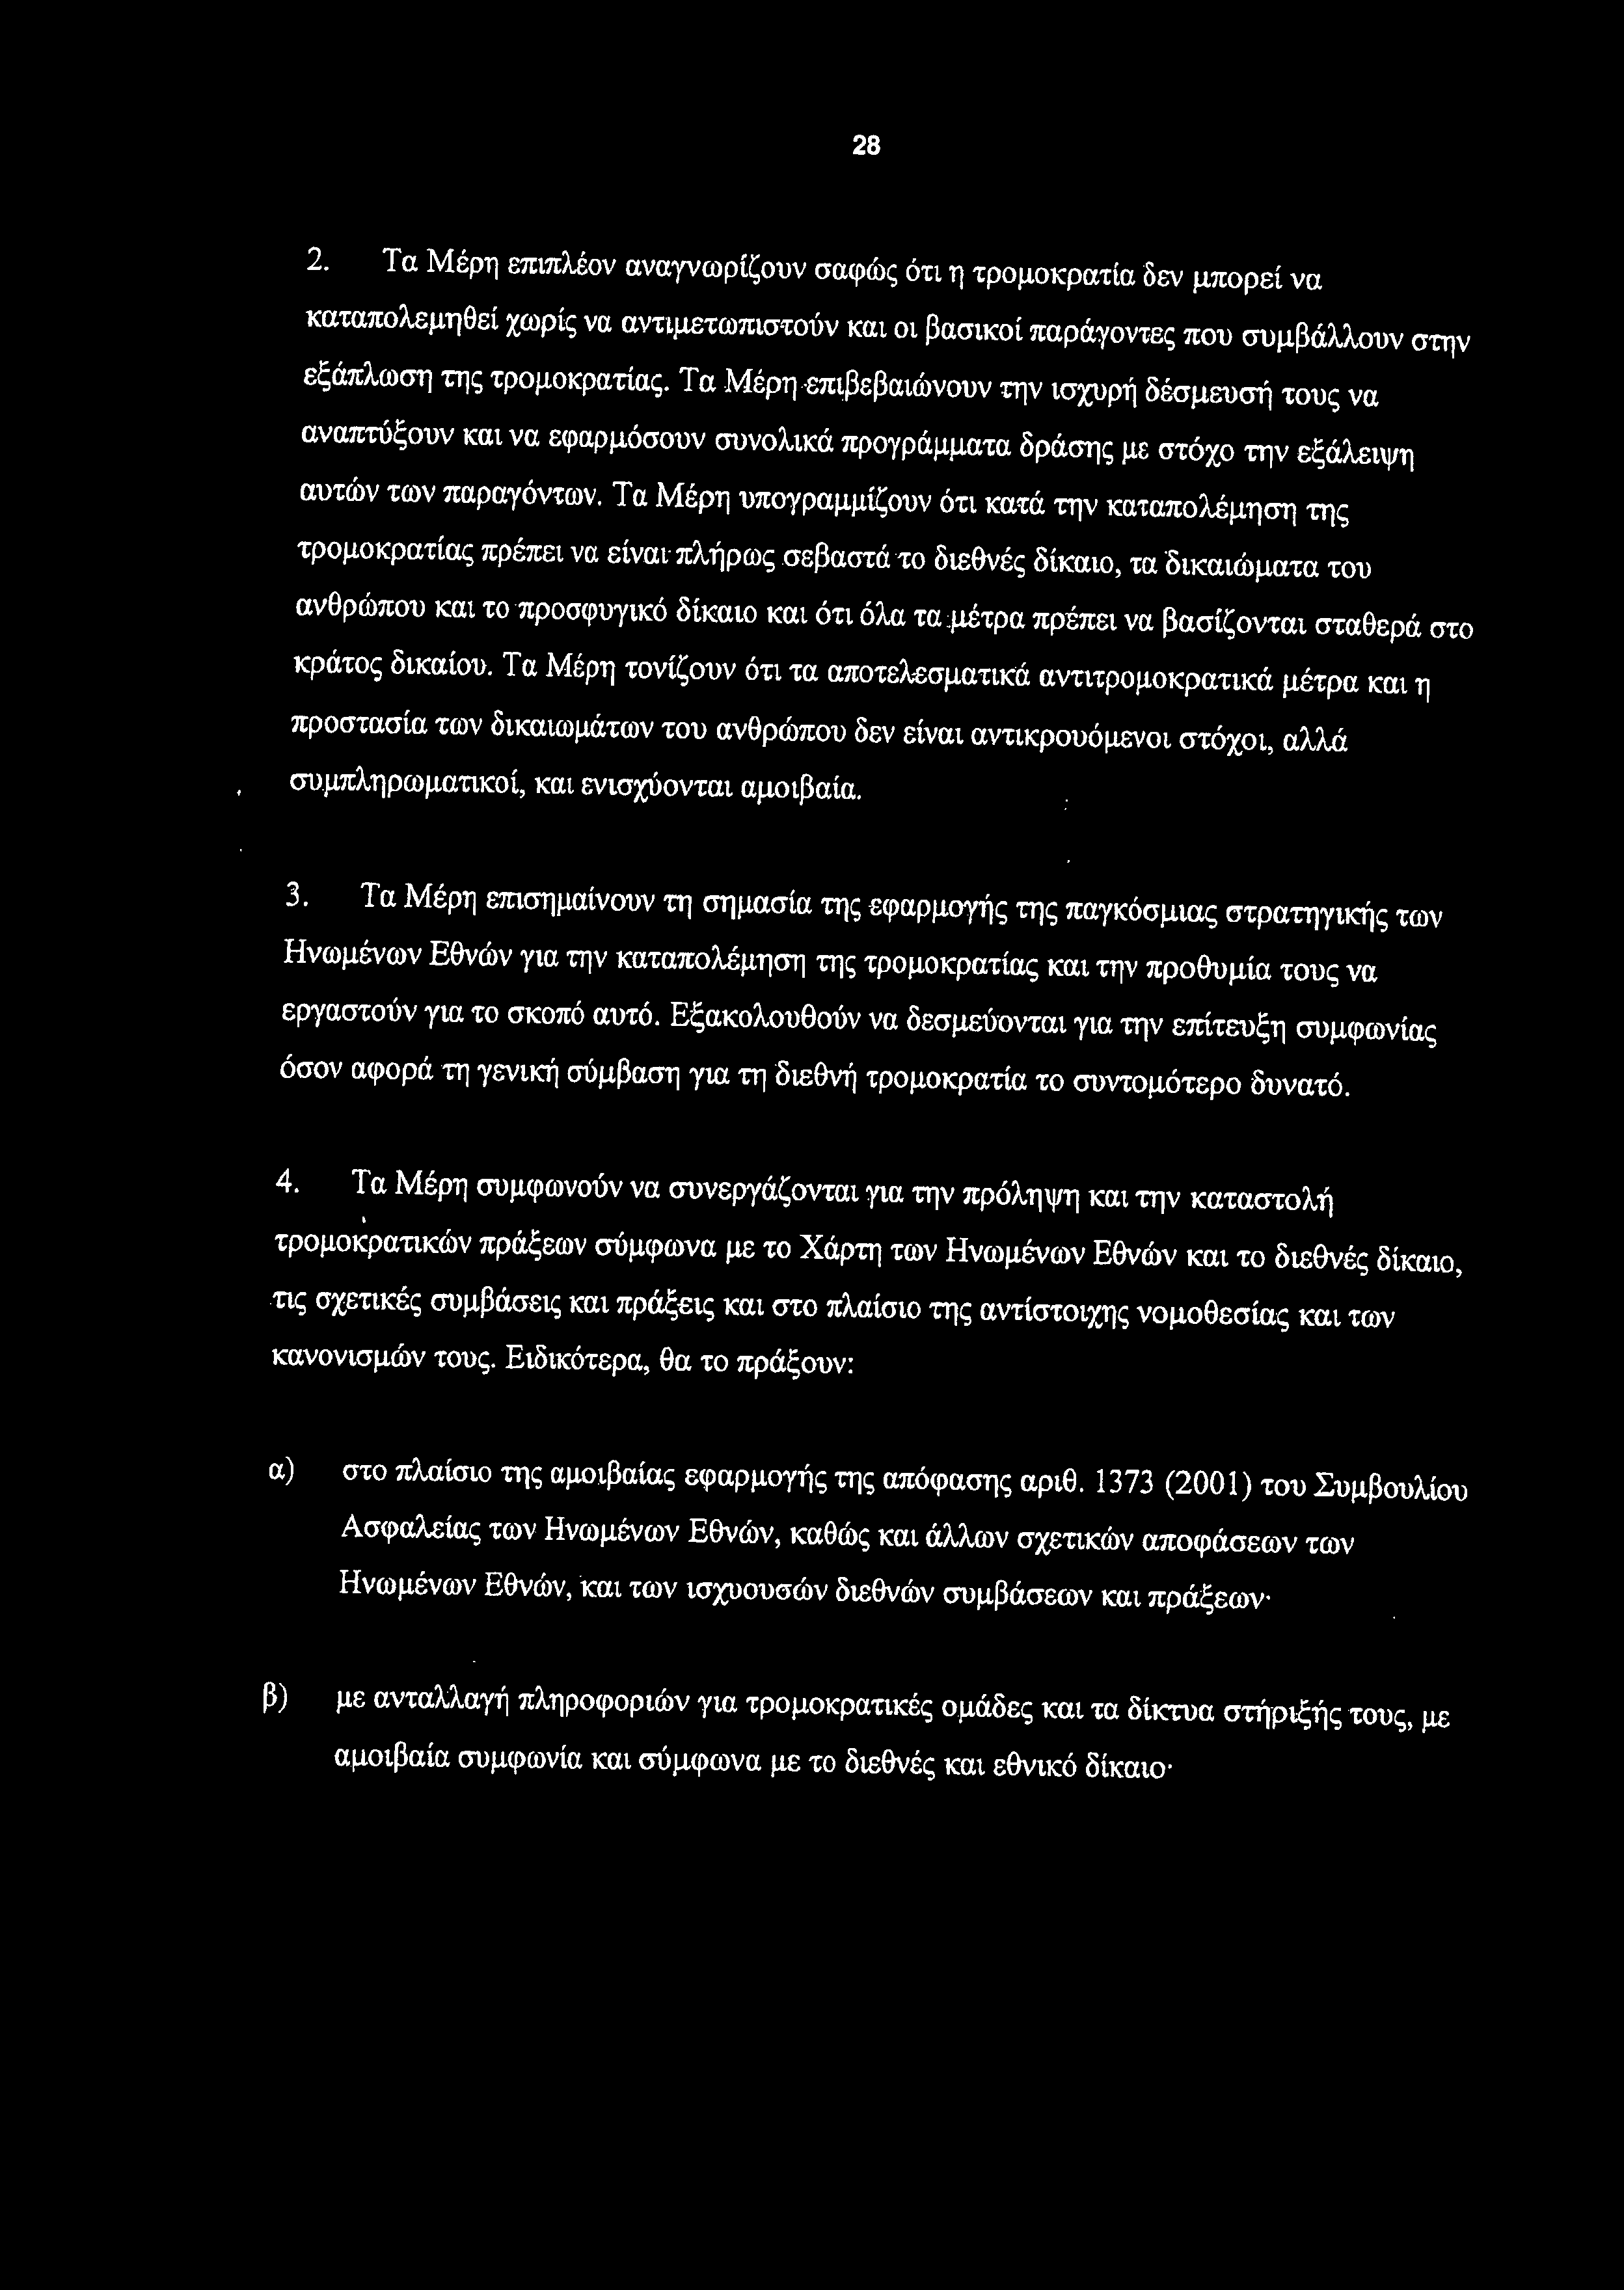 28
2. Τα Μέρη επιπλέον αναγνωρίζουν σαφώς ότι η τρομοκρατία δεν μπορεί να
καταπολεμηθεί χωρίς να αντιμετωπιστούν και οι βασικοί παράγοντες που συμβάλλουν στην
εξάπλωση της τρομοκρατίας. Τα Μέρη επιβεβαιώνουν την ισχυρή δέσμευσή τους να
αναπτύξουν και να εφαρμόσουν συνολικά προγράμματα δράσης με στόχο την εξάλειψη
αυτών των παραγόντων. Τα Μέρη υπογραμμίζουν ότι κατά την καταπολέμηση της
τρομοκρατίας πρέπει να είναι πλήρως σεβαστά το διεθνές δίκαιο, τα δικαιώματα του
ανθρώπου και το προσφυγικό δίκαιο και ότι όλα τα μέτρα πρέπει να βασίζονται σταθερά στο
κράτος δικαίου. Τα Μέρη τονίζουν ότι τα αποτελεσματικά αντιτρομοκρατικά μέτρα και η
προστασία των δικαιωμάτων του ανθρώπου δεν είναι αντικρουόμενοι στόχοι, αλλά
συμπληρωματικοί, και ενισχύονται αμοιβαία.
3. Τα Μέρη επισημαίνουν τη σημασία της εφαρμογής της παγκόσμιας στρατηγικής των
Ηνωμένων Εθνών για την καταπολέμηση της τρομοκρατίας και την προθυμία τους να
εργαστούν για το σκοπό αυτό. Εξακολουθούν να δεσμεύονται για την επίτευξη συμφωνίας
όσον αφορά τη γενική σύμβαση για τη διεθνή τρομοκρατία το συντομότερο δυνατό.
4. Τα Μέρη συμφωνούν να συνεργάζονται για την πρόληψη και την καταστολή
τρομοκρατικών πράξεων σύμφωνα με το Χάρτη των Ηνωμένων Εθνών και το διεθνές δίκαιο,
τις σχετικές συμβάσεις και πράξεις και στο πλαίσιο της αντίστοιχης νομοθεσίας και των
κανονισμών τους. Ειδικότερα, θα το πράξουν:
α) στο πλαίσιο της αμοιβαίας εφαρμογής της απόφασης αριθ. 1373 (2001) του Συμβουλίου
Ασφαλείας των Ηνωμένων Εθνών, καθώς και άλλων σχετικών αποφάσεων των
Ηνωμένων Εθνών, και των ισχυουσών διεθνών συμβάσεων και πράξεων·
β) με ανταλλαγή πληροφοριών για τρομοκρατικές ομάδες και τα δίκτυα στήριξής τους, με
αμοιβαία συμφωνία και σύμφωνα με το διεθνές και εθνικό δίκαιο·